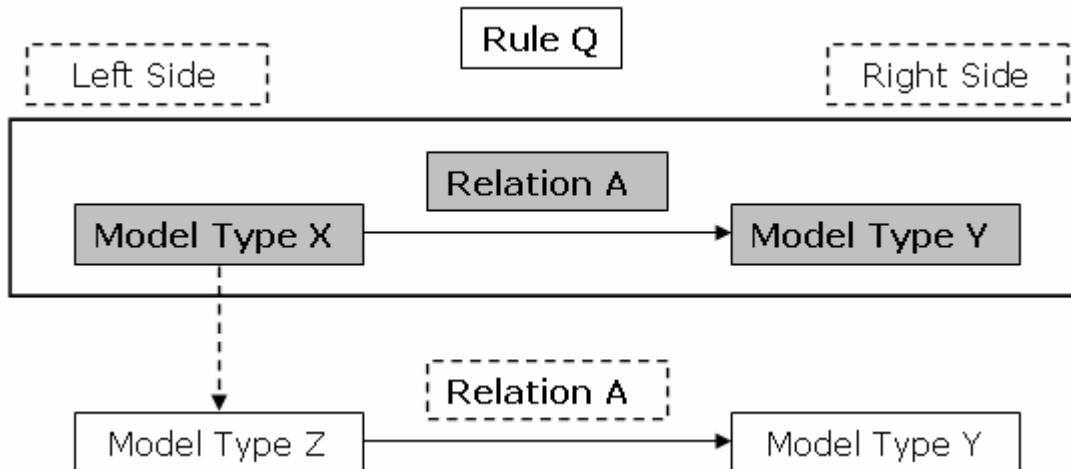 Rule Q
Left Side
Right Side
Relation A
Model Type X
Model Type Y
Relation A
Model Type Z
Model Type Y